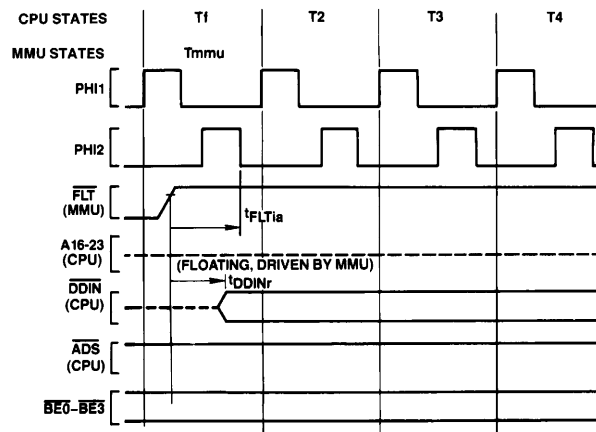 CPU STATES Tf T2 T3 T4
MMU STATES Tmmu
PHI1
PHI2
FLT
(MMU)
tFLTia
A16-23
(CPU)
(FLOATING, DRIVEN BY MMU)
tDDINr
DDIN
(CPU)
ADS
(CPU)
BE0–BE3